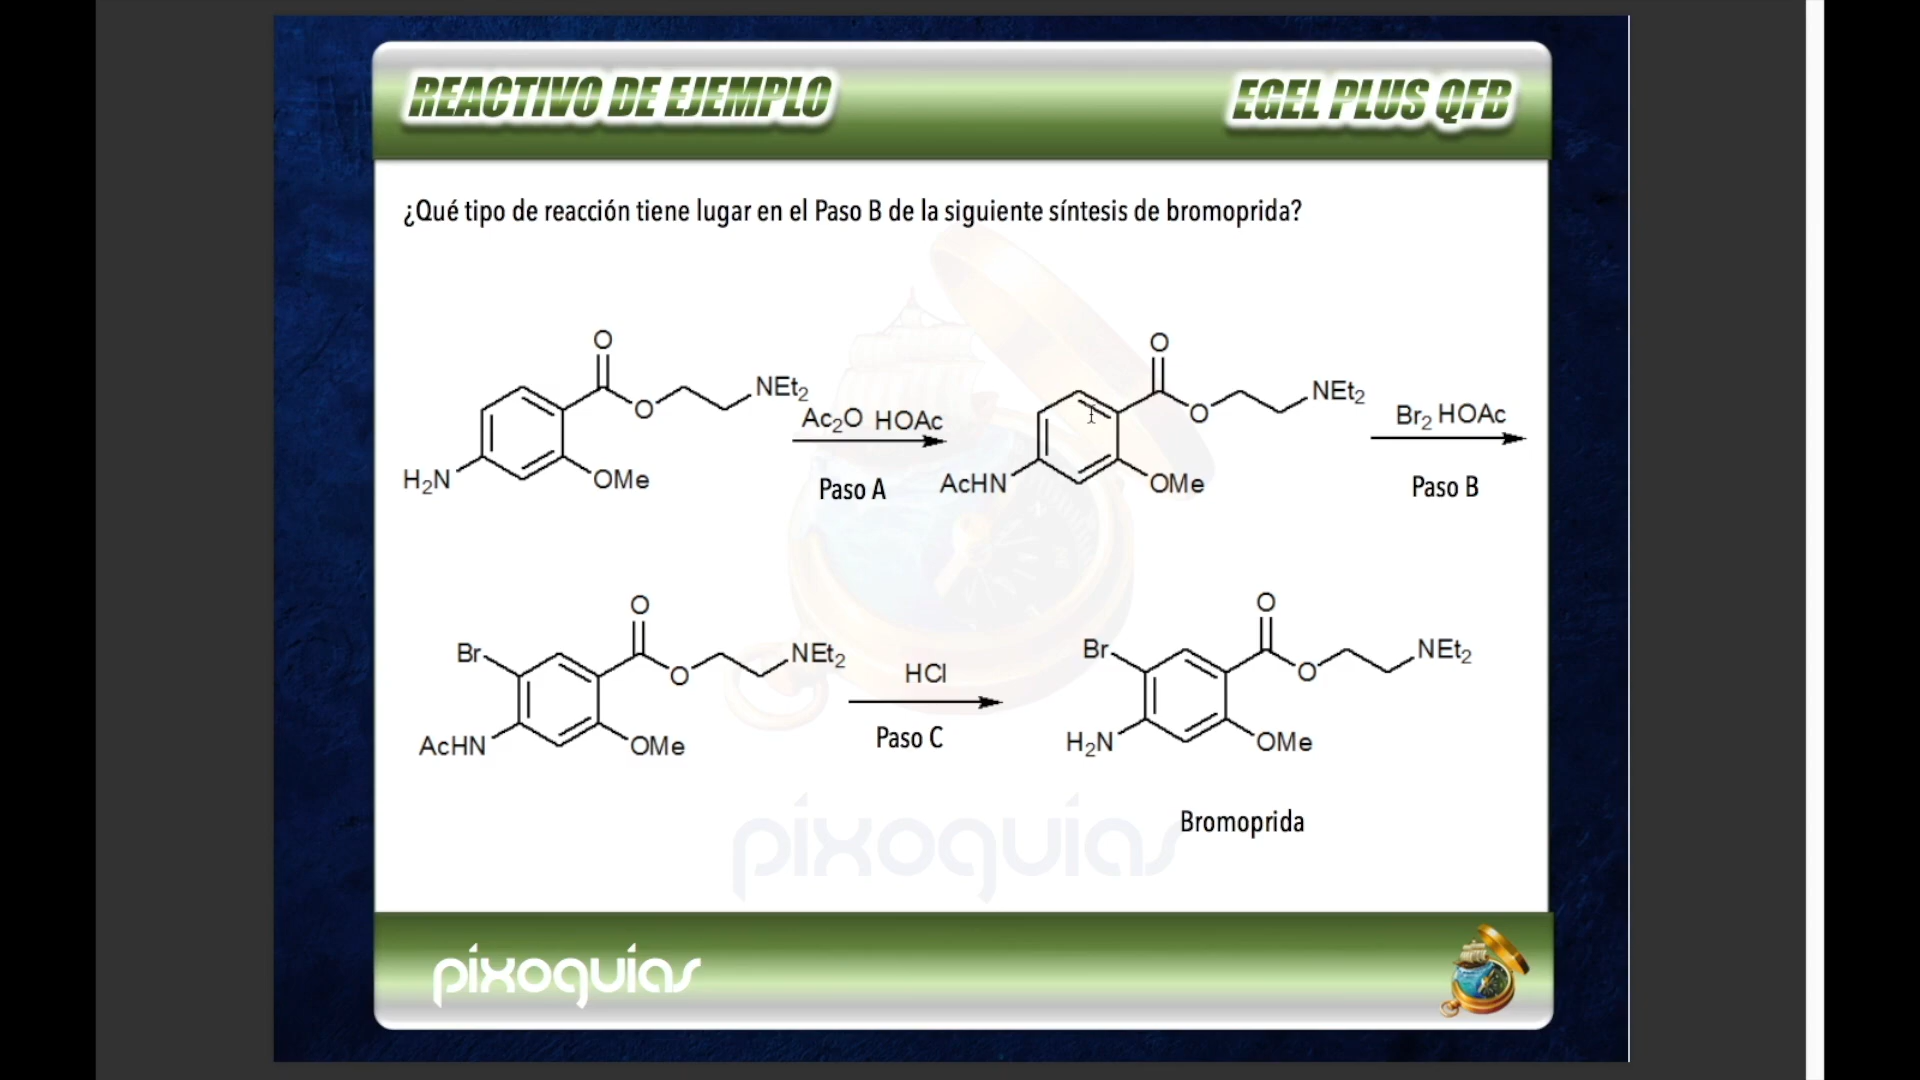 REACTIVO DE EJEMPLO
EGEL PLUS QFB
¿Qué tipo de reacción tiene lugar en el Paso B de la siguiente síntesis de bromoprida?
O
O
NEt2
H2N
OMe
Ac2O HOAc
Paso A
O
O
NEt2
AcHN
OMe
Br2 HOAc
Paso B
O
Br
O
NEt2
AcHN
OMe
HCl
Paso C
O
Br
O
NEt2
H2N
OMe
Bromoprida
pixoguías
pixoguías